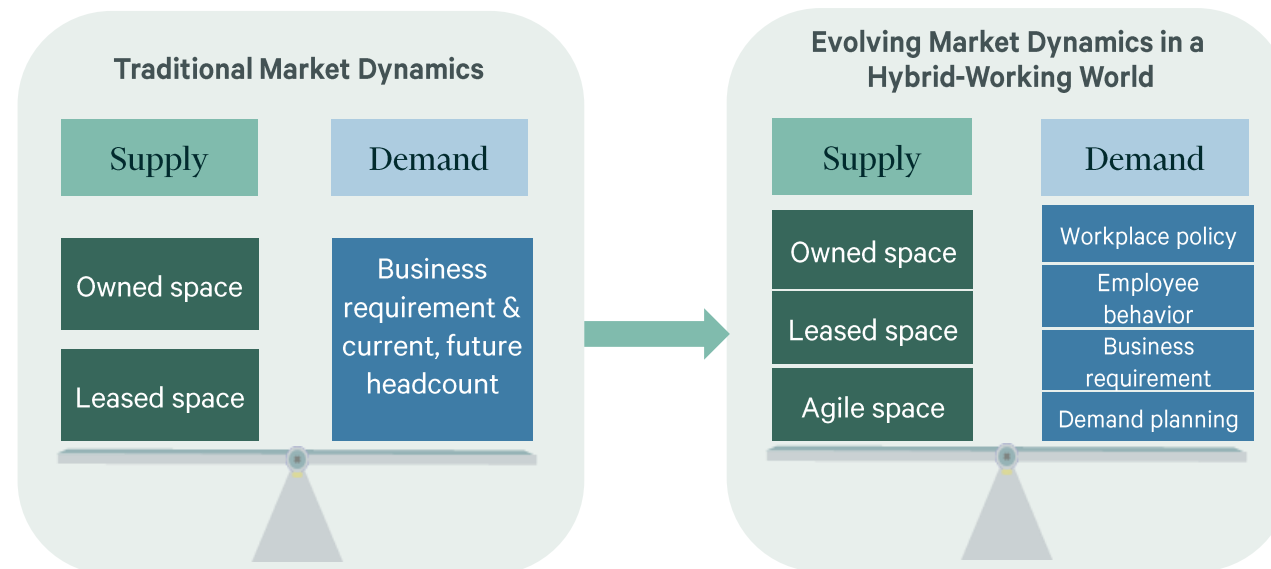 Traditional Market Dynamics
Supply
Demand
Owned space
Leased space
Business
requirement &
current, future
headcount
Evolving Market Dynamics in a
Hybrid-Working World
Supply
Demand
Owned space
Leased space
Agile space
Workplace policy
Employee
behavior
Business
requirement
Demand planning